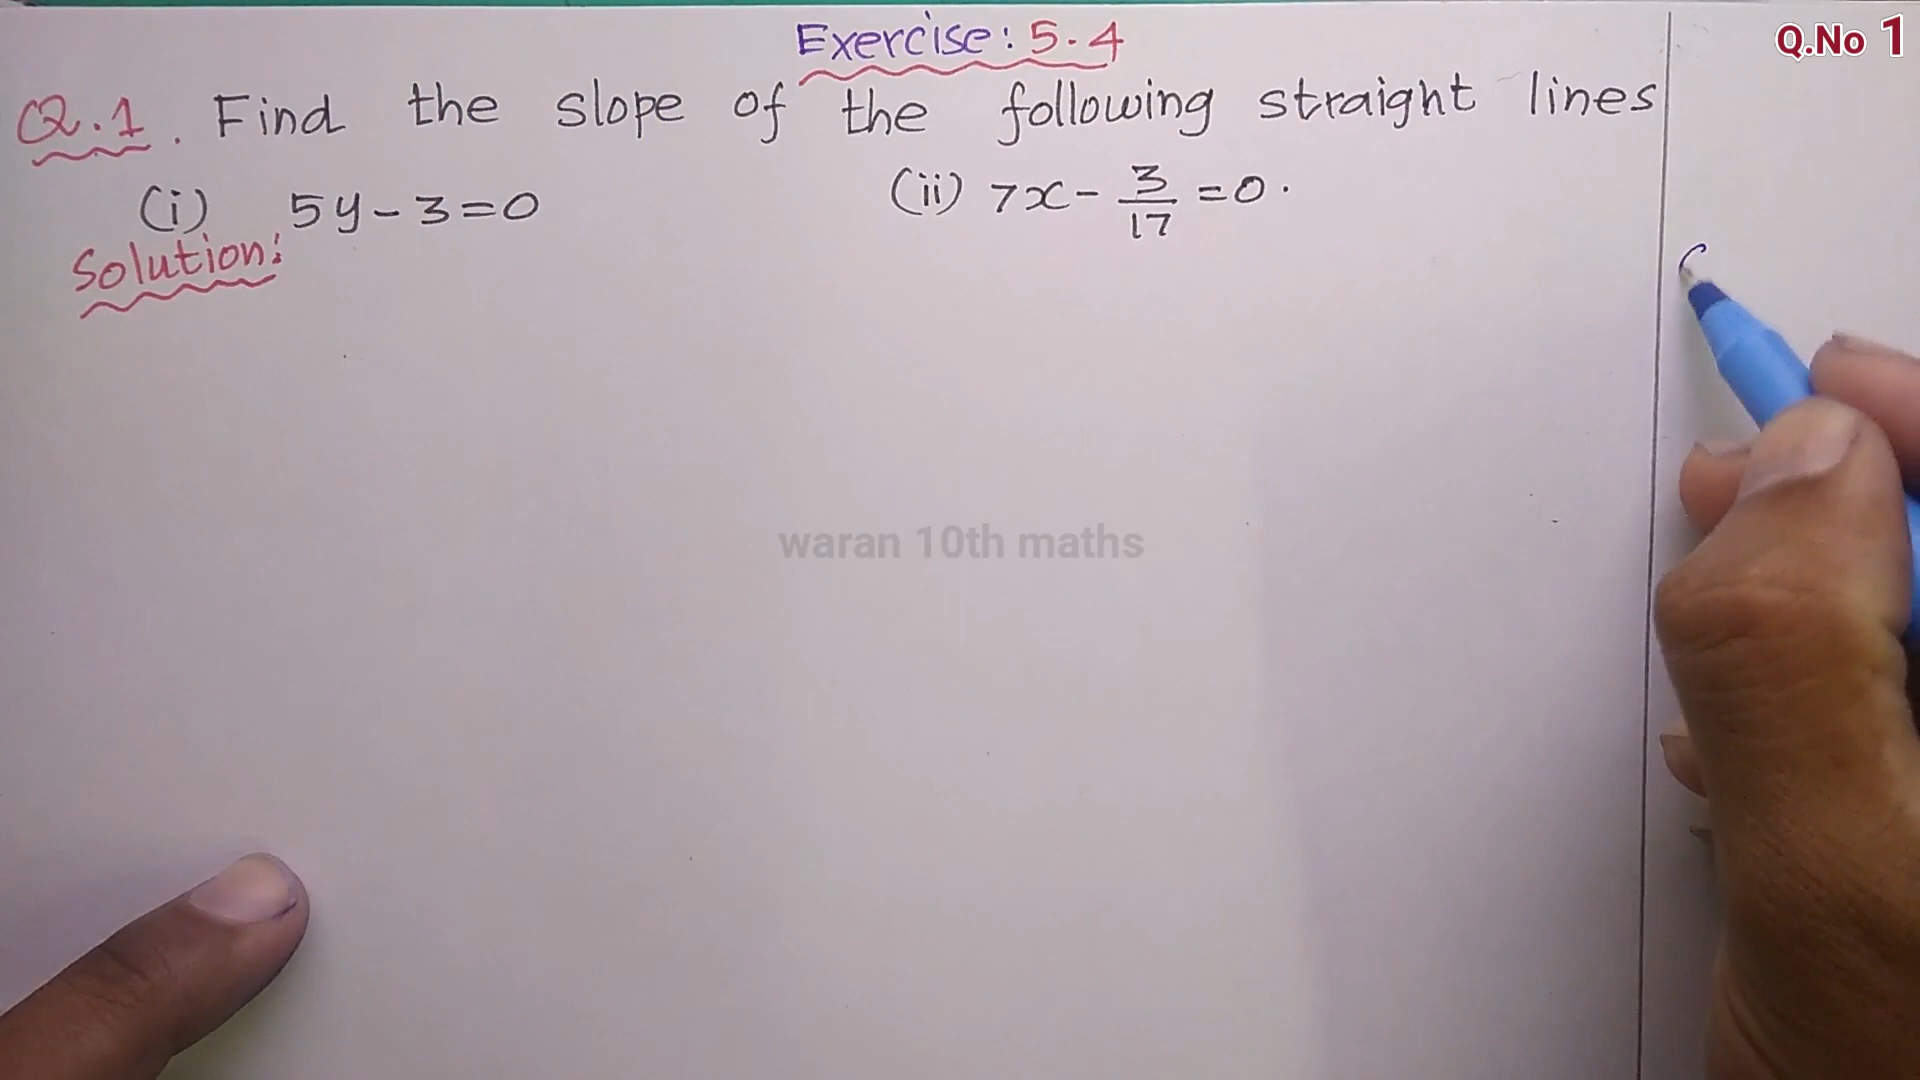 Exercise: 5.4
Q.No 1
Q.1. Find the slope of the following straight lines
(i) 5y - 3 = 0 (ii) 7x - 3/17 = 0.
Solution:
waran 10th maths